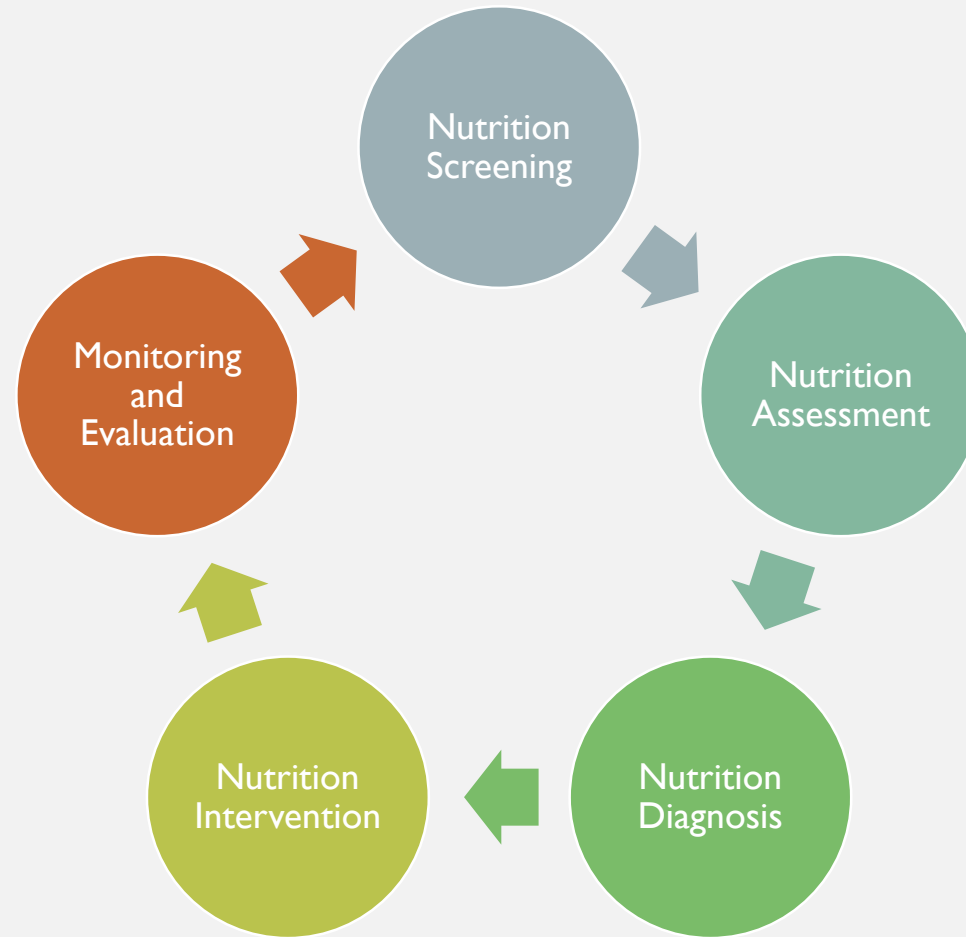 Nutrition
Screening
Nutrition
Assessment
Nutrition
Diagnosis
Nutrition
Intervention
Monitoring
and
Evaluation